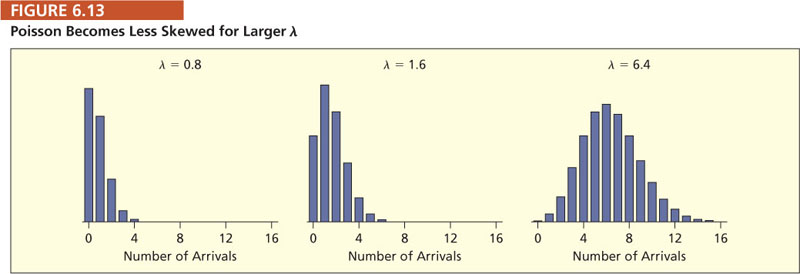 FIGURE 6.13
Poisson Becomes Less Skewed for Larger λ
λ = 0.8
λ = 1.6
λ = 6.4
0 4 8 12 16
0 4 8 12 16
0 4 8 12 16
Number of Arrivals
Number of Arrivals
Number of Arrivals